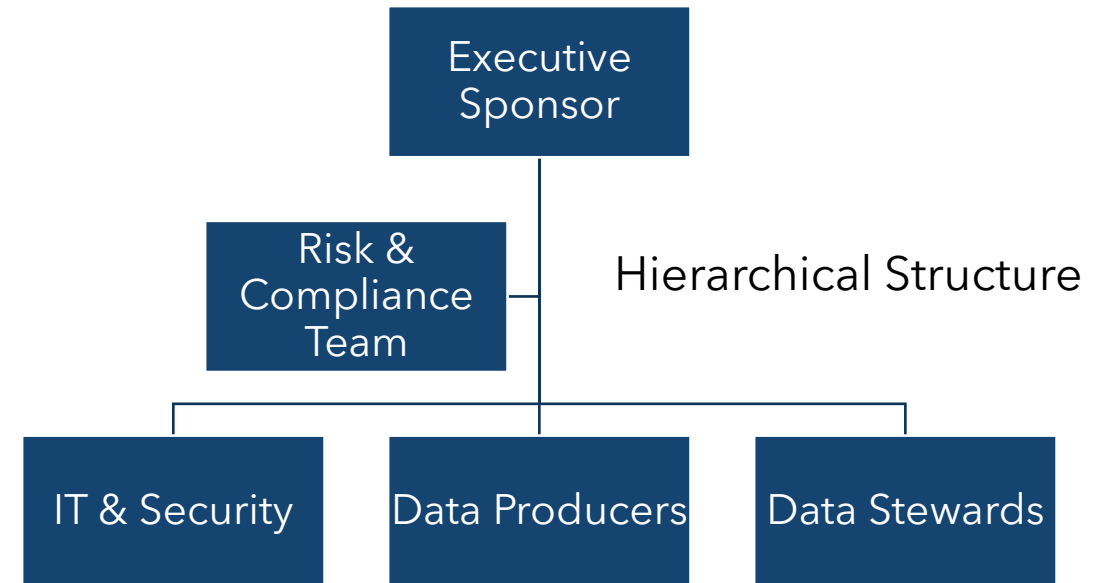 Executive
Sponsor
Risk &
Compliance
Team
Hierarchical Structure
IT & Security
Data Producers
Data Stewards